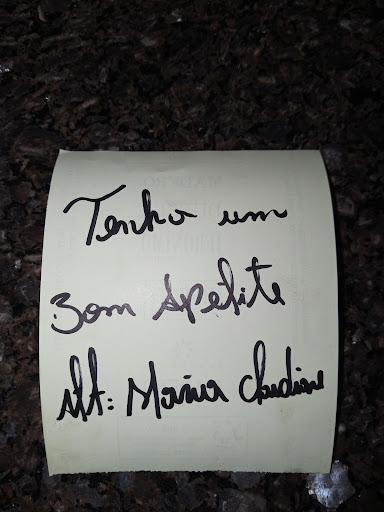 Tenha um
Bom Apetite
Att: Maria Claudia